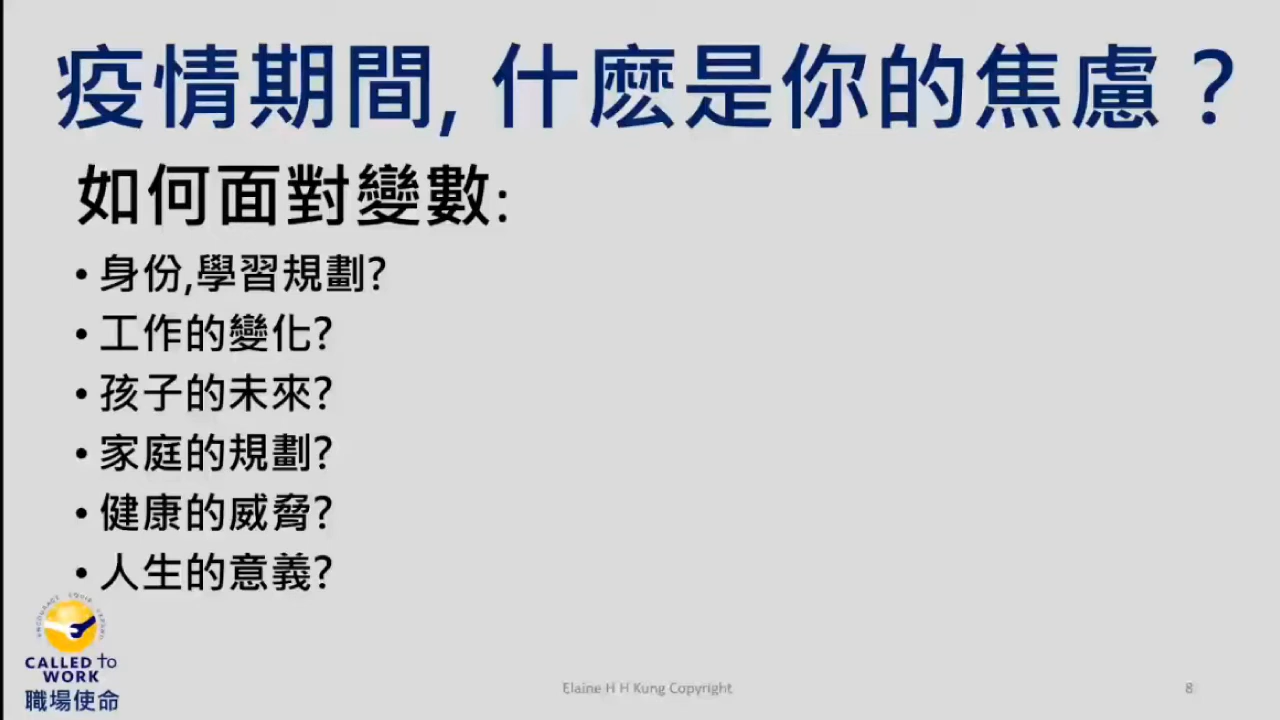 疫情期間, 什麼是你的焦慮？
如何面對變數:
• 身份,學習規劃?
• 工作的變化?
• 孩子的未來?
• 家庭的規劃?
• 健康的威脅?
• 人生的意義?
ENCOURAGE EQUIP EXPAND
CALLED to
WORK
職場使命
Elaine H H Kung Copyright
8